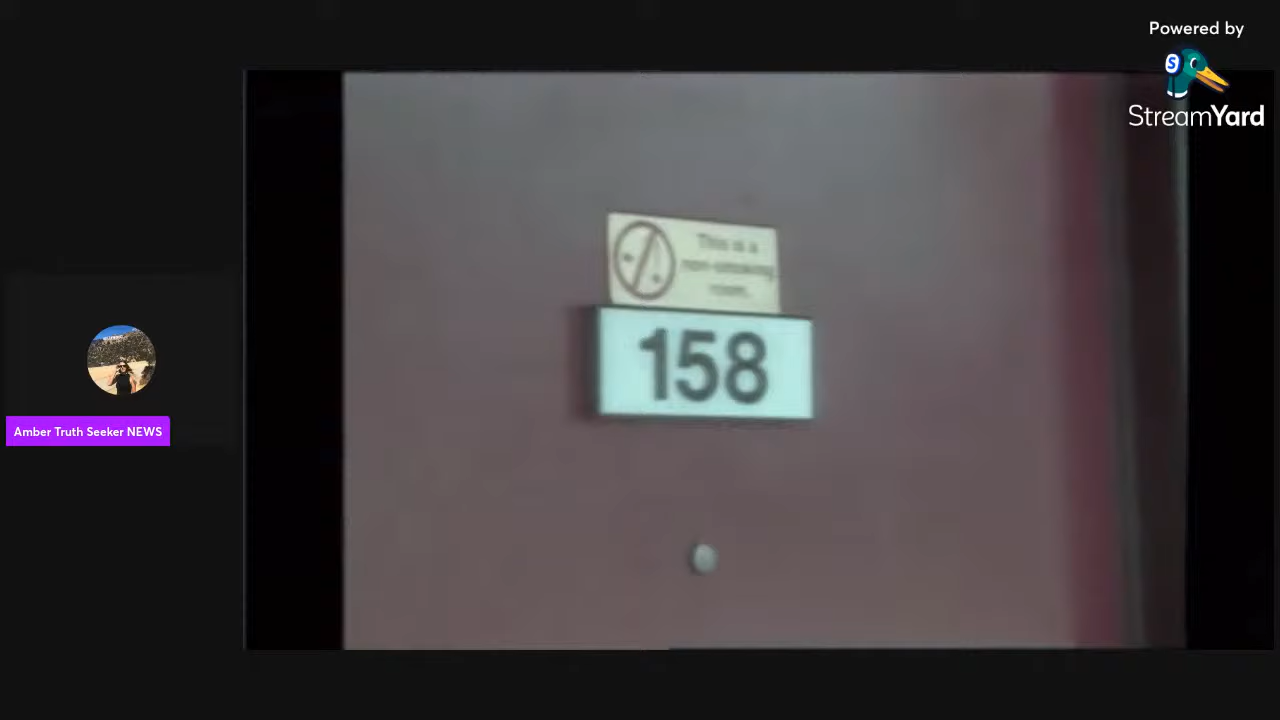 Powered by
StreamYard
This is a
non-smoking
room.
158
Amber Truth Seeker NEWS